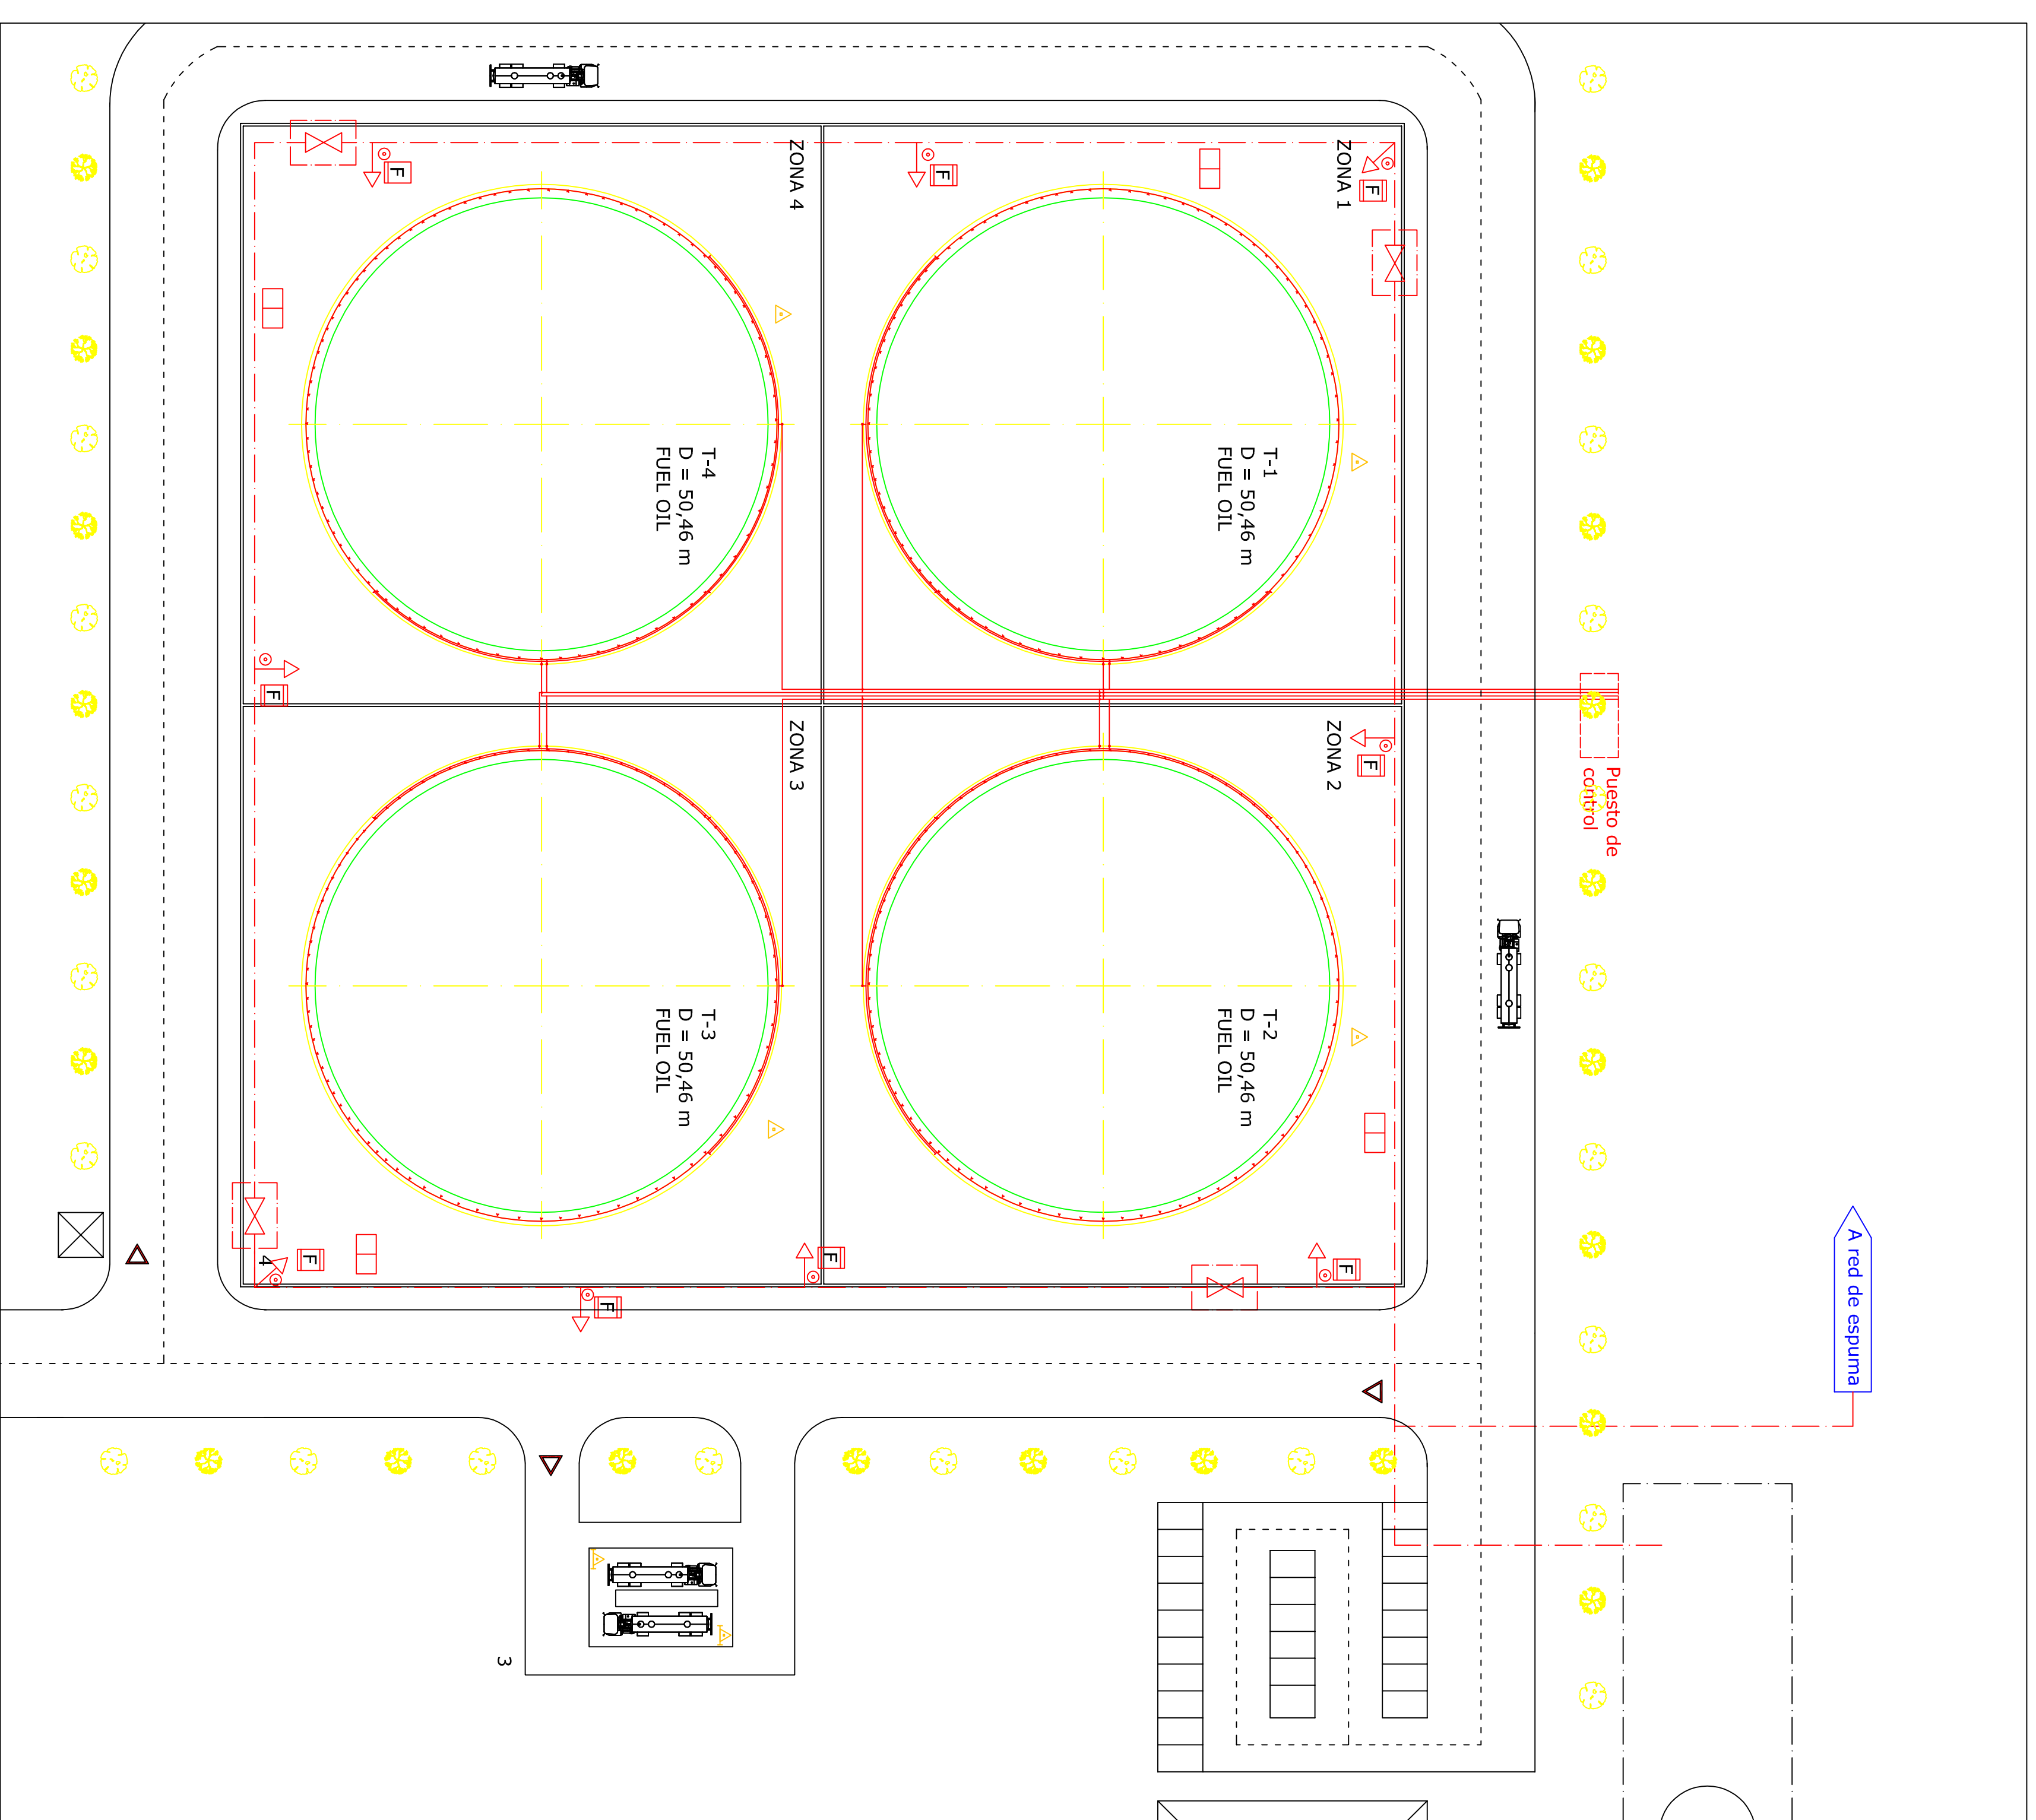 ZONA 1
F
F
ZONA 4
F
T-1
D = 50,46 m
FUEL OIL
T-4
D = 50,46 m
FUEL OIL
F
Puesto de
control
ZONA 2
F
ZONA 3
T-2
D = 50,46 m
FUEL OIL
T-3
D = 50,46 m
FUEL OIL
A red de espuma
F
F
F
4
F
3